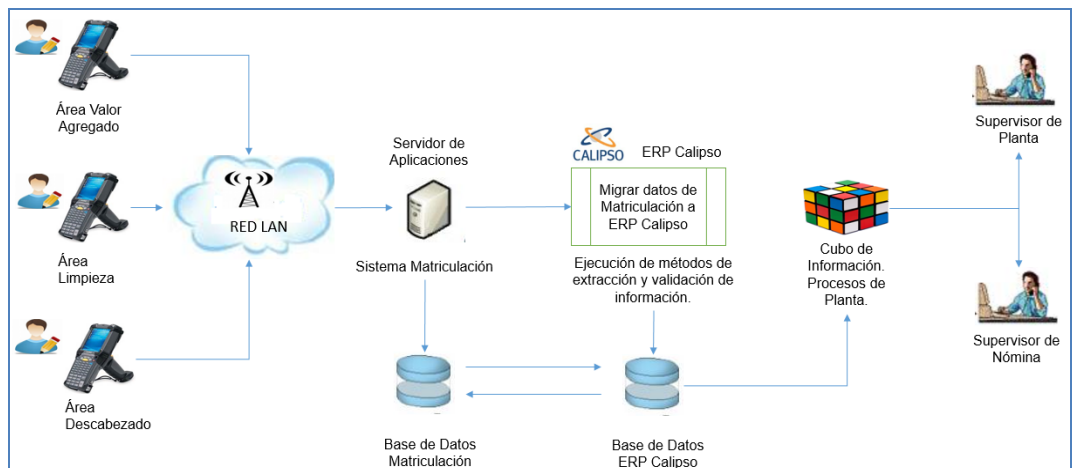 Área Valor
Agregado
Área
Limpieza
Área
Descabezado
RED LAN
Servidor de
Aplicaciones
Sistema Matriculación
CALIPSO
ERP Calipso
Migrar datos de
Matriculación a
ERP Calipso
Ejecución de métodos de
extracción y validación de
información.
Base de Datos
Matriculación
Base de Datos
ERP Calipso
Cubo de
Información.
Procesos de
Planta.
Supervisor de
Planta
Supervisor de
Nómina